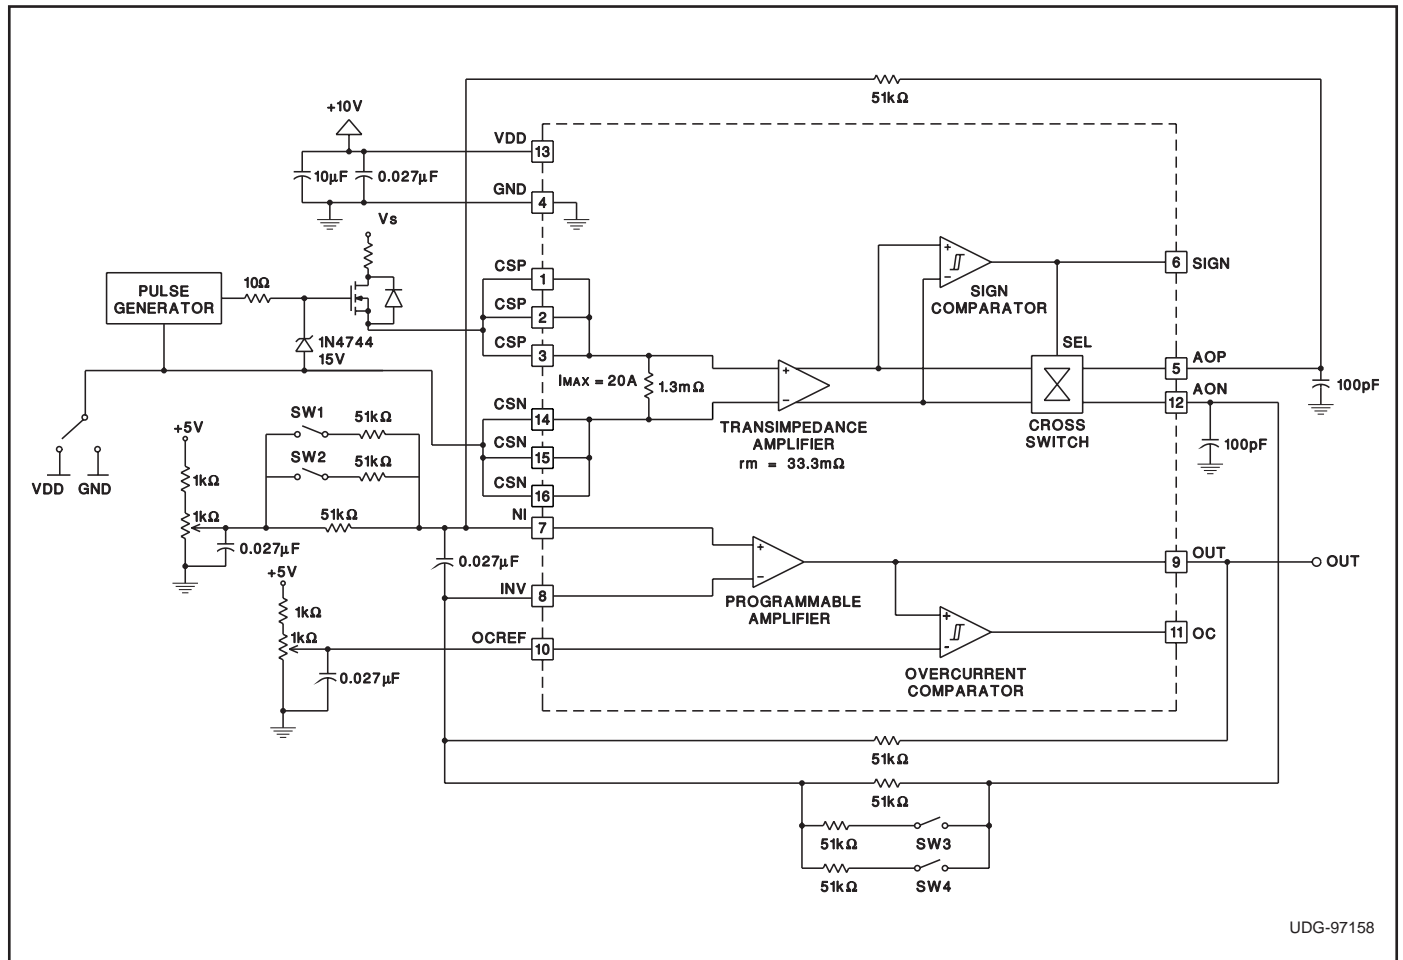 51kΩ
+10V
VDD
13
10µF
0.027µF
GND
4
Vs
CSP
1
PULSE
GENERATOR
10Ω
CSP
2
CSP
3
1N4744
15V
+
−
SIGN
COMPARATOR
6
SIGN
SEL
IMAX = 20A
1.3mΩ
+
−
TRANSIMPEDANCE
AMPLIFIER
rm = 33.3mΩ
CROSS
SWITCH
5
AOP
12
AON
100pF
100pF
CSN
14
CSN
15
CSN
16
VDD
GND
+5V
1kΩ
1kΩ
SW1
51kΩ
SW2
51kΩ
51kΩ
0.027µF
NI
7
0.027µF
INV
8
+
−
PROGRAMMABLE
AMPLIFIER
OUT
9
OUT
+5V
1kΩ
1kΩ
0.027µF
OCREF
10
+
-
OVERCURRENT
COMPARATOR
11
OC
51kΩ
51kΩ
51kΩ
SW3
51kΩ
SW4
UDG-97158